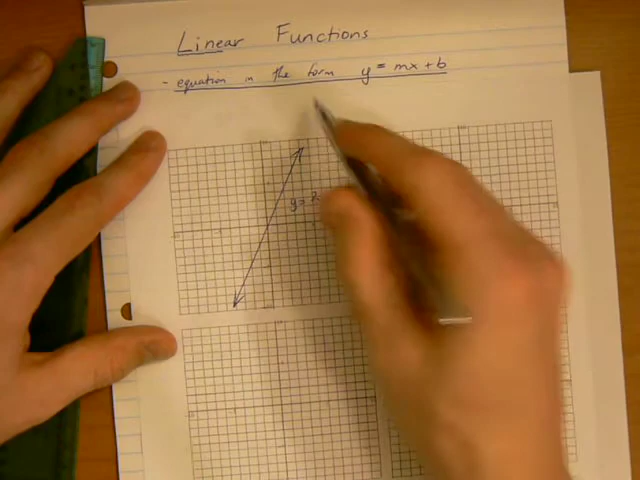 Linear Functions
- equation in the form y = mx + b
y =